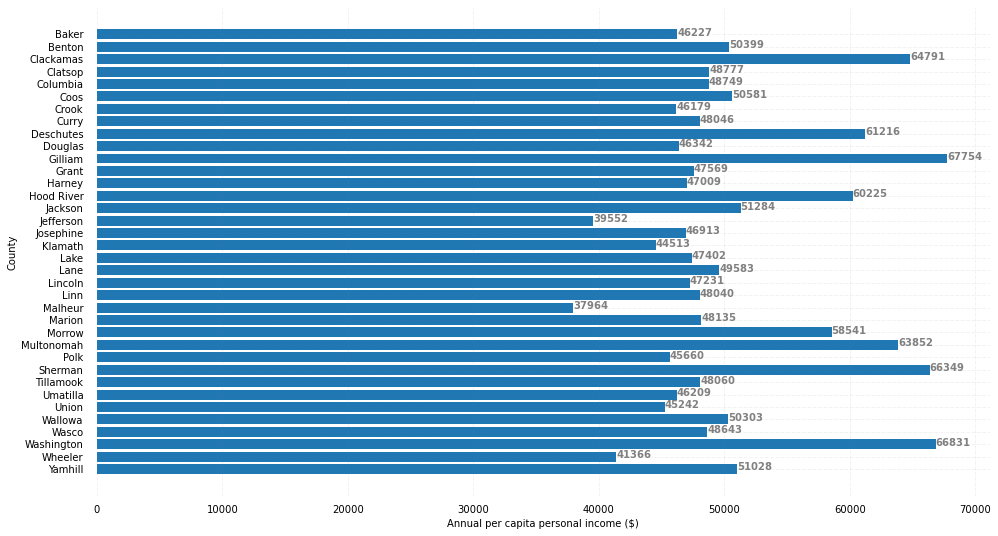 Baker 46227
Benton 50399
Clackamas 64791
Clatsop 48777
Columbia 48749
Coos 50581
Crook 46179
Curry 48046
Deschutes 61216
Douglas 46342
Gilliam 67754
Grant 47569
Harney 47009
Hood River 60225
Jackson 51284
Jefferson 39552
Josephine 46913
Klamath 44513
County
Lake 47402
Lane 49583
Lincoln 47231
Linn 48040
Malheur 37964
Marion 48135
Morrow 58541
Multonomah 63852
Polk 45660
Sherman 66349
Tillamook 48060
Umatilla 46209
Union 45242
Wallowa 50303
Wasco 48643
Washington 66831
Wheeler 41366
Yamhill 51028
0 10000 20000 30000 40000 50000 60000 70000
Annual per capita personal income ($)